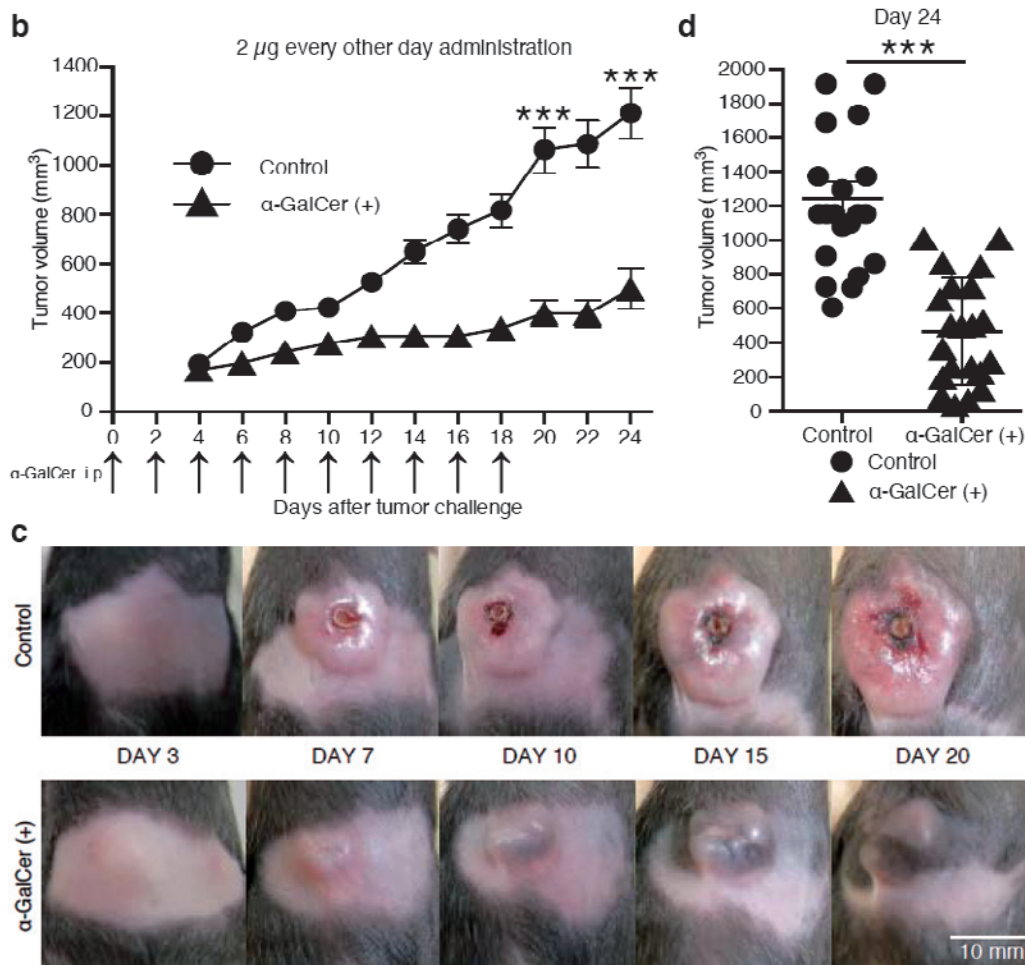 b
2 µg every other day administration
1400
1200
1000
800
600
400
200
0
Tumor volume (mm³)
Control
α-GalCer (+)
***
***
0 2 4 6 8 10 12 14 16 18 20 22 24
α-GalCer i p
Days after tumor challenge
d
Day 24
***
2000
1800
1600
1400
1200
1000
800
600
400
200
0
Tumor volume ( mm³)
Control α-GalCer (+)
Control
α-GalCer (+)
c
Control
DAY 3 DAY 7 DAY 10 DAY 15 DAY 20
α-GalCer (+)
10 mm